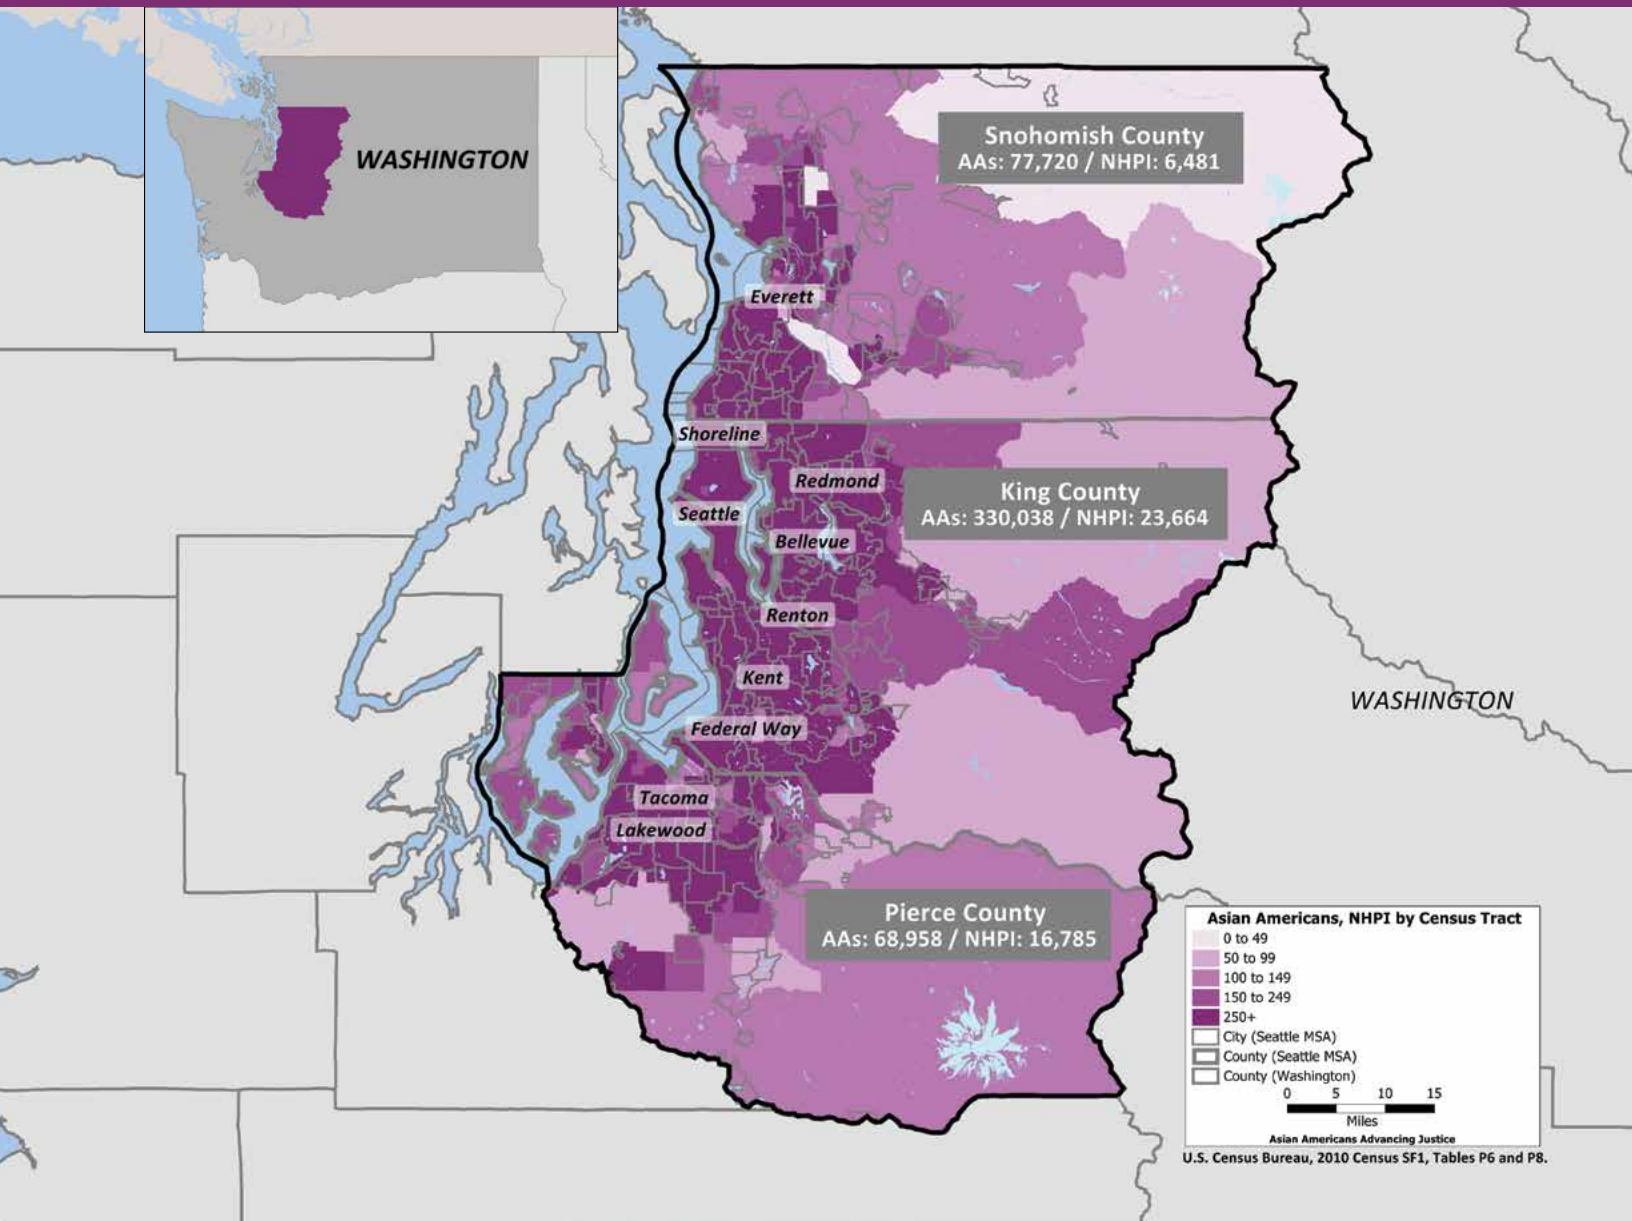 WASHINGTON
Snohomish County
AAs: 77,720 / NHPI: 6,481
Everett
Shoreline
Redmond
Seattle
King County
AAs: 330,038 / NHPI: 23,664
Bellevue
Renton
Kent
WASHINGTON
Federal Way
Tacoma
Lakewood
Pierce County
AAs: 68,958 / NHPI: 16,785
Asian Americans, NHPI by Census Tract
0 to 49
50 to 99
100 to 149
150 to 249
250+
City (Seattle MSA)
County (Seattle MSA)
County (Washington)
0 5 10 15
Miles
Asian Americans Advancing Justice
U.S. Census Bureau, 2010 Census SF1, Tables P6 and P8.